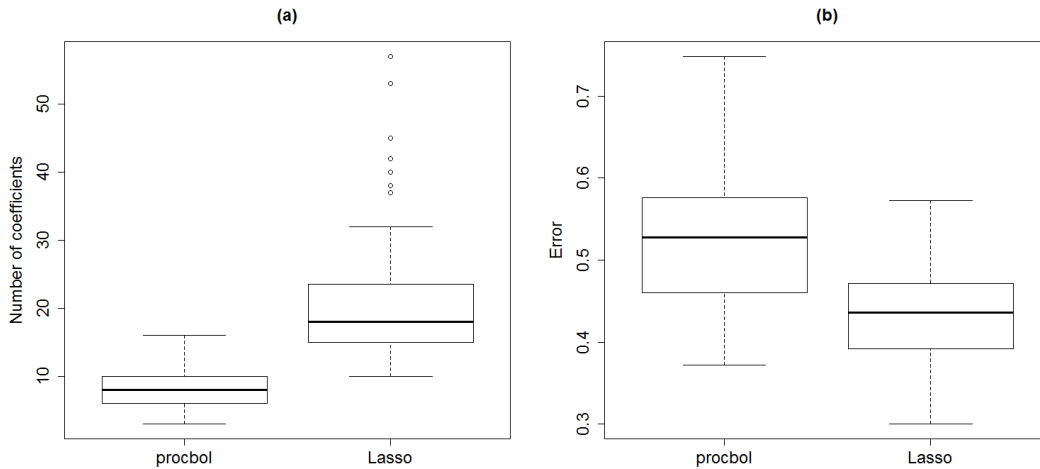 (a)
Number of coefficients
50
40
30
20
10
procbol
Lasso
(b)
Error
0.7
0.6
0.5
0.4
0.3
procbol
Lasso